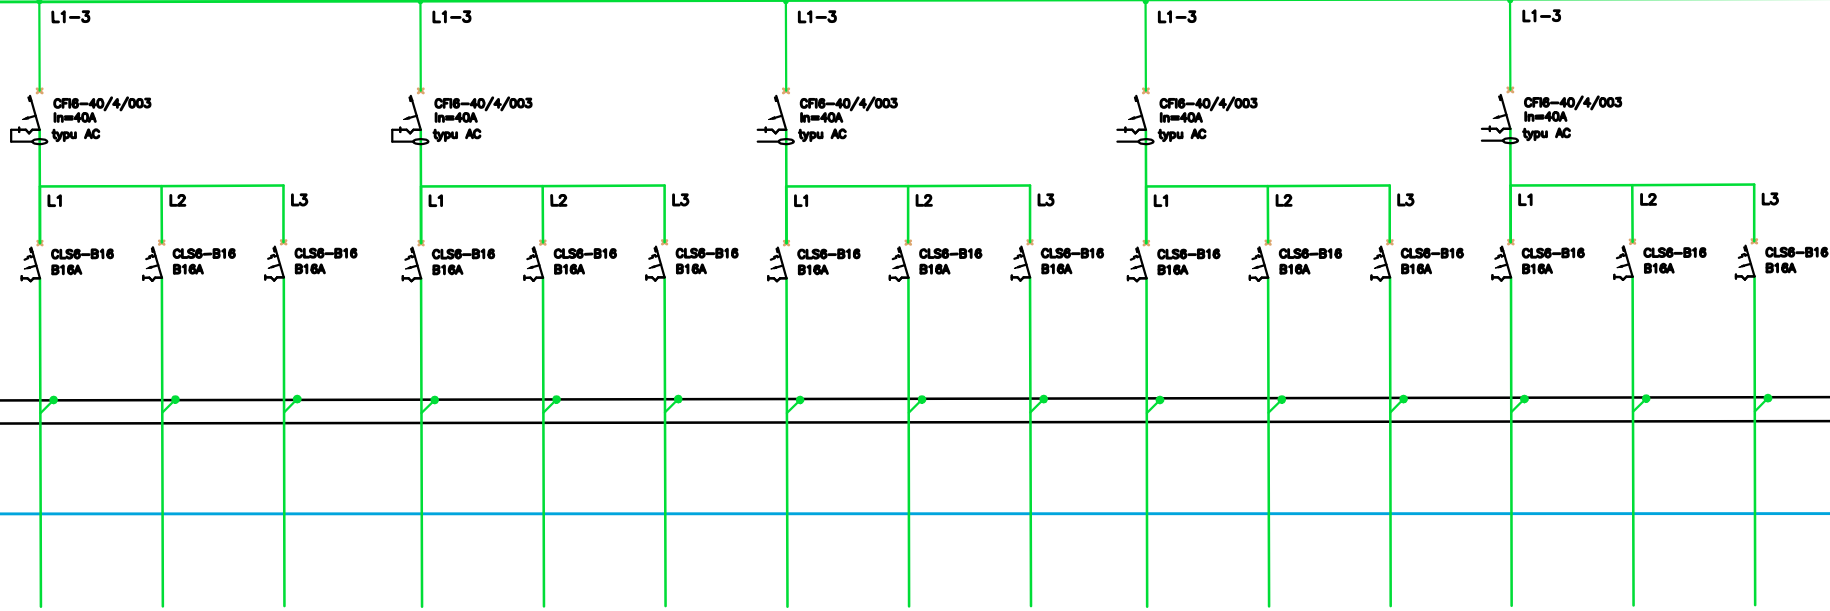 L1-3
L1-3
L1-3
L1-3
L1-3
CFI6-40/4/003
In=40A
typu AC
CFI6-40/4/003
In=40A
typu AC
CFI6-40/4/003
In=40A
typu AC
CFI6-40/4/003
In=40A
typu AC
CFI6-40/4/003
In=40A
typu AC
L1
L2
L3
L1
L2
L3
L1
L2
L3
L1
L2
L3
L1
L2
L3
CLS6-B16
B16A
CLS6-B16
B16A
CLS6-B16
B16A
CLS6-B16
B16A
CLS6-B16
B16A
CLS6-B16
B16A
CLS6-B16
B16A
CLS6-B16
B16A
CLS6-B16
B16A
CLS6-B16
B16A
CLS6-B16
B16A
CLS6-B16
B16A
CLS6-B16
B16A
CLS6-B16
B16A
CLS6-B16
B16A